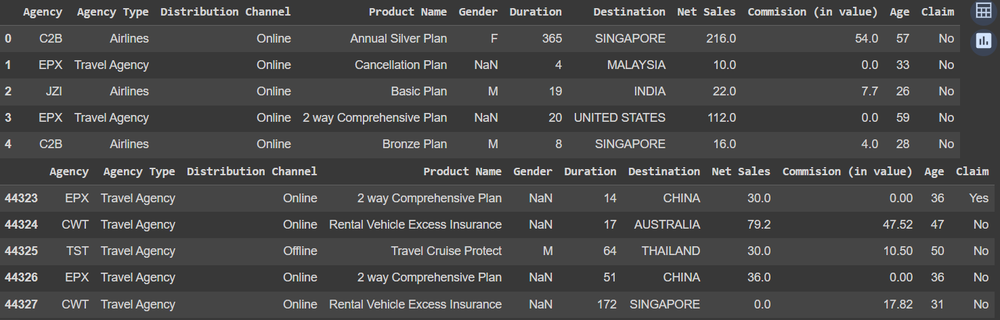 Agency Agency Type Distribution Channel Product Name Gender Duration Destination Net Sales Commision (in value) Age Claim
0 C2B Airlines Online Annual Silver Plan F 365 SINGAPORE 216.0 54.0 57 No
1 EPX Travel Agency Online Cancellation Plan NaN 4 MALAYSIA 10.0 0.0 33 No
2 JZI Airlines Online Basic Plan M 19 INDIA 22.0 7.7 26 No
3 EPX Travel Agency Online 2 way Comprehensive Plan NaN 20 UNITED STATES 112.0 0.0 59 No
4 C2B Airlines Online Bronze Plan M 8 SINGAPORE 16.0 4.0 28 No
Agency Agency Type Distribution Channel Product Name Gender Duration Destination Net Sales Commision (in value) Age Claim
44323 EPX Travel Agency Online 2 way Comprehensive Plan NaN 14 CHINA 30.0 0.00 36 Yes
44324 CWT Travel Agency Online Rental Vehicle Excess Insurance NaN 17 AUSTRALIA 79.2 47.52 47 No
44325 TST Travel Agency Offline Travel Cruise Protect M 64 THAILAND 30.0 10.50 50 No
44326 EPX Travel Agency Online 2 way Comprehensive Plan NaN 51 CHINA 36.0 0.00 36 No
44327 CWT Travel Agency Online Rental Vehicle Excess Insurance NaN 172 SINGAPORE 0.0 17.82 31 No